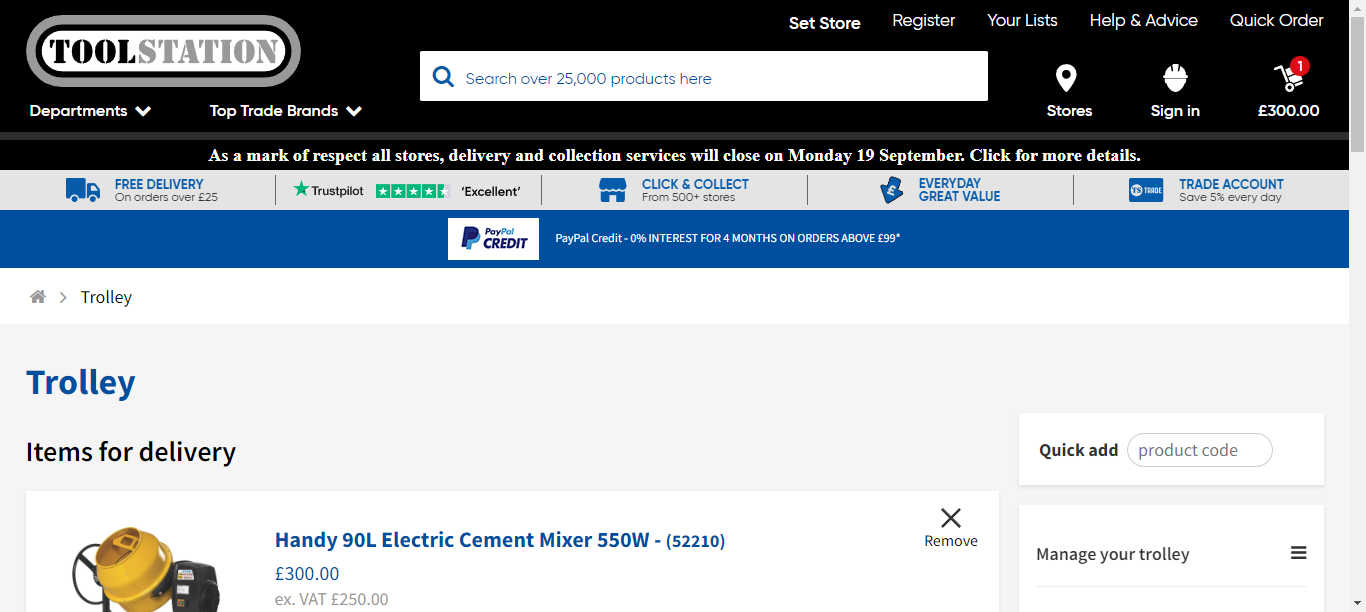 TOOLSTATION
Set Store Register Your Lists Help & Advice Quick Order
Search over 25,000 products here
1
Stores Sign in £300.00
Departments Top Trade Brands
As a mark of respect all stores, delivery and collection services will close on Monday 19 September. Click for more details.
FREE DELIVERY
On orders over £25
Trustpilot 'Excellent'
CLICK & COLLECT
From 500+ stores
£
EVERYDAY
GREAT VALUE
TS TRADE
TRADE ACCOUNT
Save 5% every day
PayPal
CREDIT
PayPal Credit - 0% INTEREST FOR 4 MONTHS ON ORDERS ABOVE £99*
Trolley
Trolley
Items for delivery
Quick add product code
Handy 90L Electric Cement Mixer 550W - (52210)
Remove
£300.00
ex. VAT £250.00
Manage your trolley